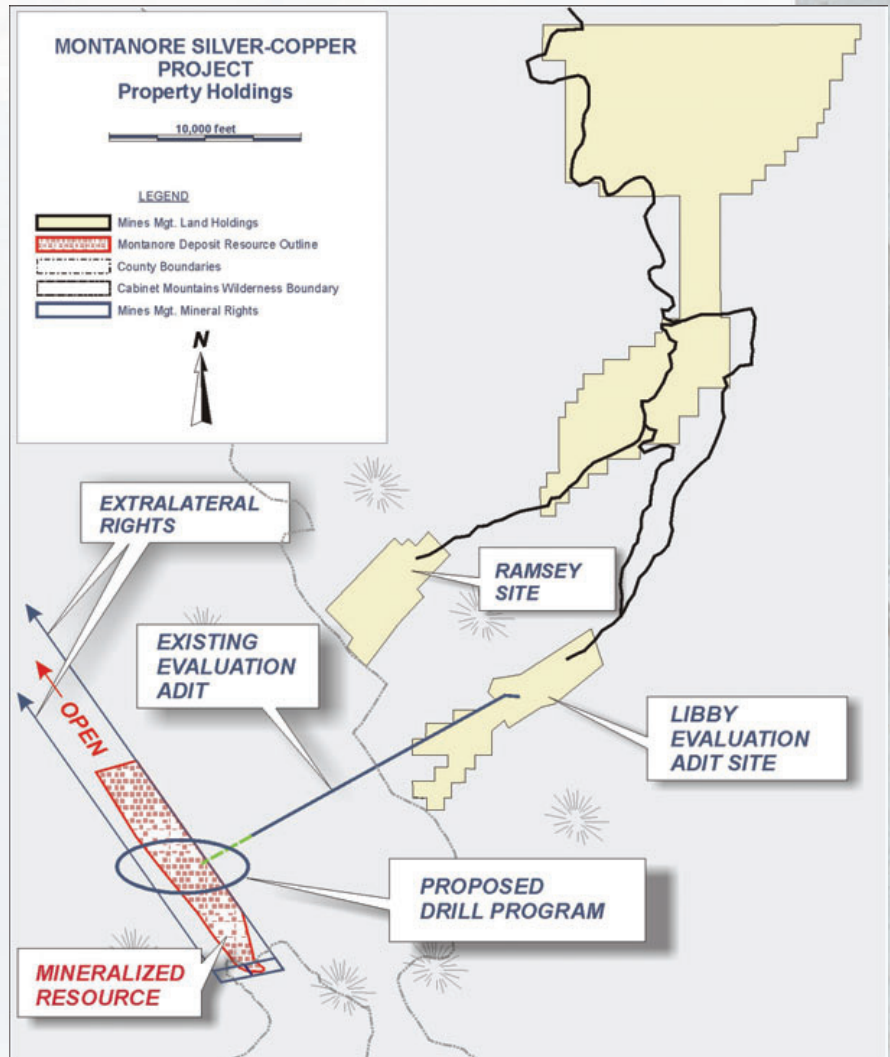 MONTANORE SILVER-COPPER
PROJECT
Property Holdings
10,000 feet
LEGEND
Mines Mgt. Land Holdings
Montanore Deposit Resource Outline
County Boundaries
Cabinet Mountains Wilderness Boundary
Mines Mgt. Mineral Rights
N
EXTRALATERAL
RIGHTS
RAMSEY
SITE
EXISTING
EVALUATION
ADIT
OPEN
LIBBY
EVALUATION
ADIT SITE
PROPOSED
DRILL PROGRAM
MINERALIZED
RESOURCE